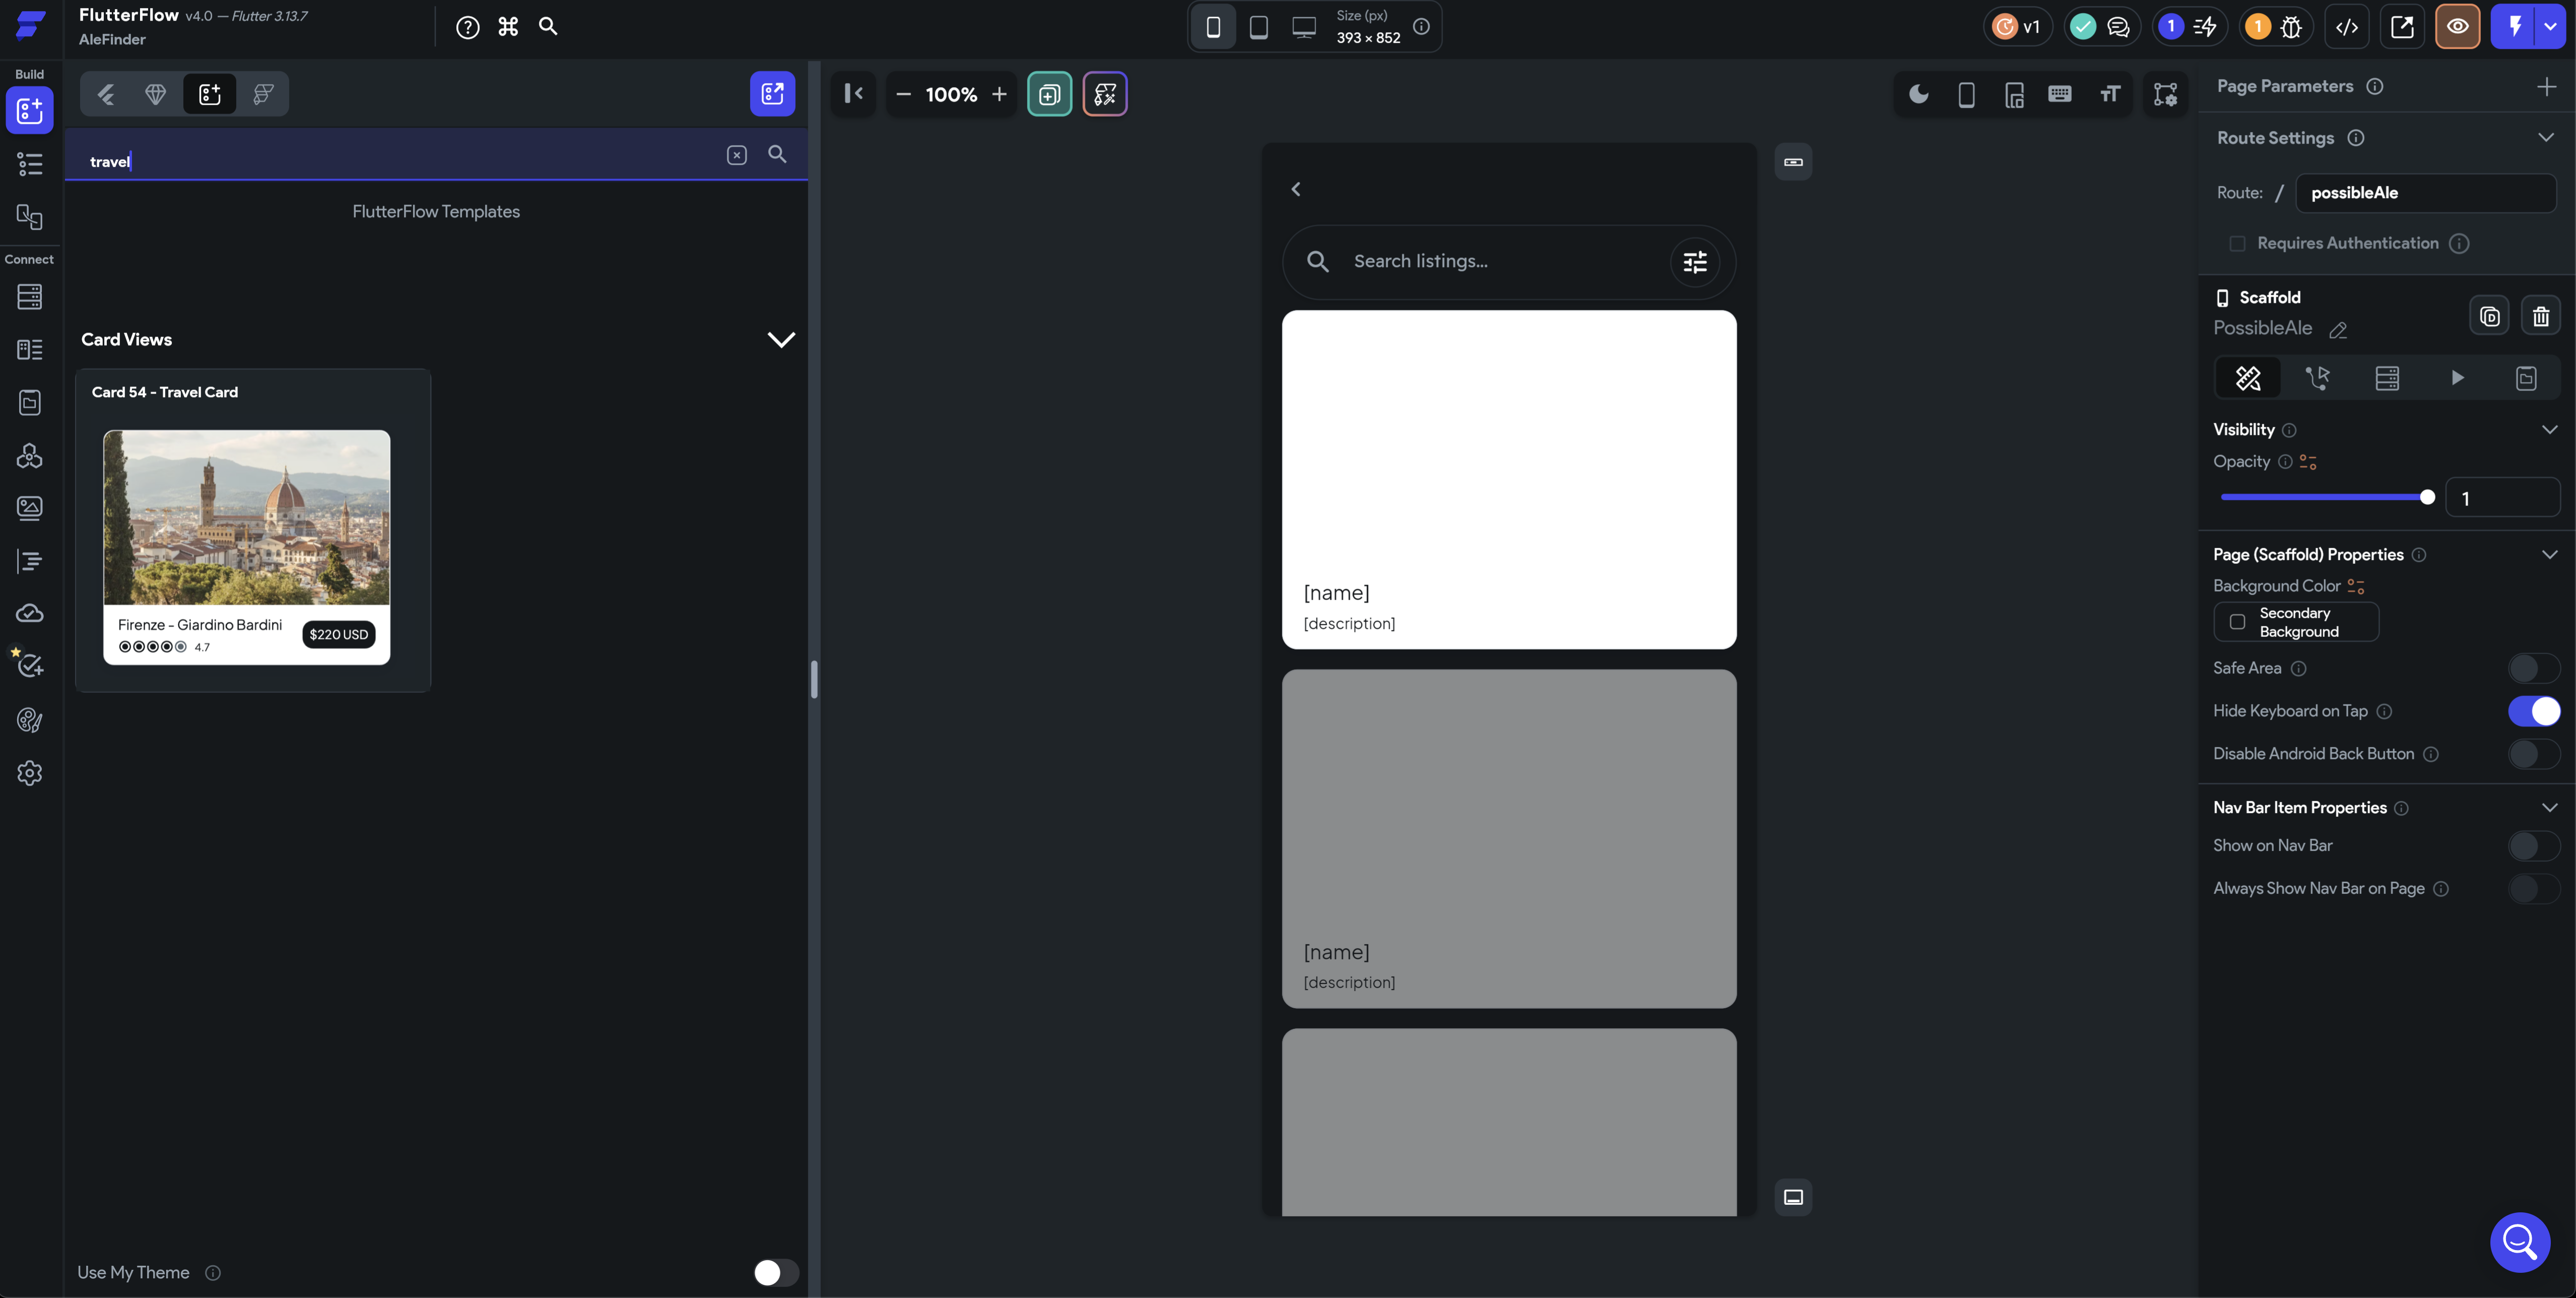 FlutterFlow v4.0 — Flutter 3.13.7
AleFinder
Size (px)
393 × 852
v1
1
1
Build
Connect
travel
FlutterFlow Templates
Card Views
Card 54 - Travel Card
Firenze - Giardino Bardini
4.7
$220 USD
Use My Theme
100%
Search listings...
[name]
[description]
[name]
[description]
Page Parameters
Route Settings
Route: / possibleAle
Requires Authentication
Scaffold
PossibleAle
Visibility
Opacity
1
Page (Scaffold) Properties
Background Color
Secondary
Background
Safe Area
Hide Keyboard on Tap
Disable Android Back Button
Nav Bar Item Properties
Show on Nav Bar
Always Show Nav Bar on Page